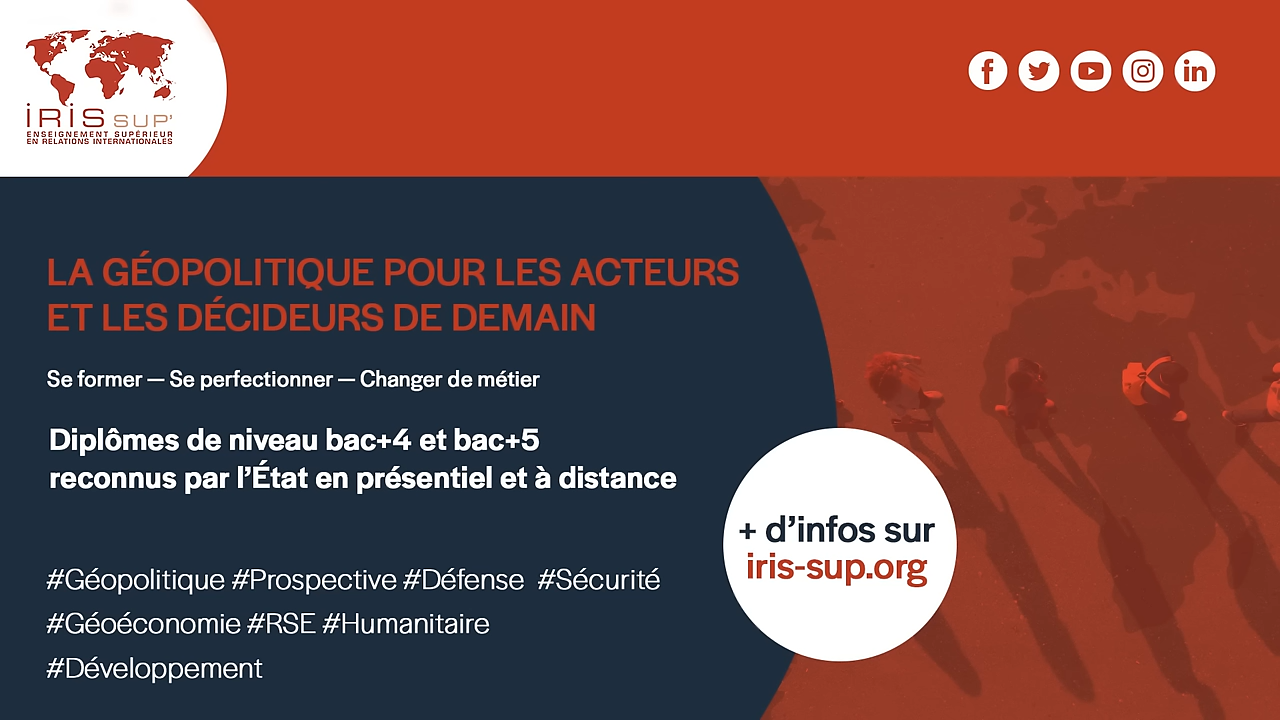 iRiS SUP'
ENSEIGNEMENT SUPÉRIEUR
EN RELATIONS INTERNATIONALES
LA GÉOPOLITIQUE POUR LES ACTEURS
ET LES DÉCIDEURS DE DEMAIN
Se former — Se perfectionner — Changer de métier
Diplômes de niveau bac+4 et bac+5
reconnus par l'État en présentiel et à distance
+ d'infos sur
iris-sup.org
#Géopolitique #Prospective #Défense #Sécurité
#Géoéconomie #RSE #Humanitaire
#Développement